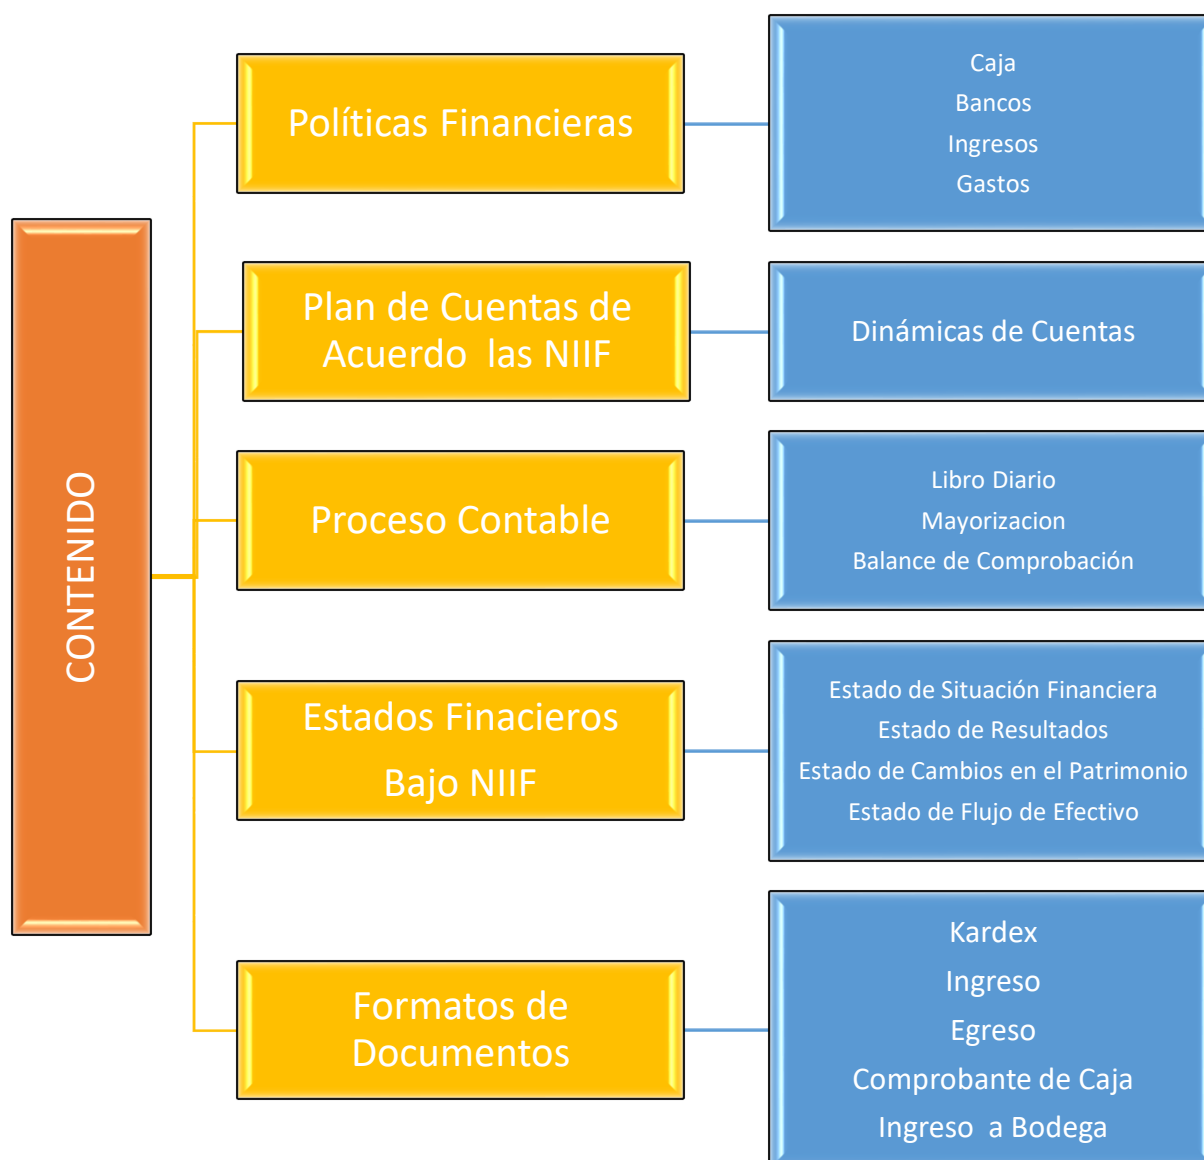 CONTENIDO
Políticas Financieras
Caja
Bancos
Ingresos
Gastos
Plan de Cuentas de
Acuerdo las NIIF
Dinámicas de Cuentas
Proceso Contable
Libro Diario
Mayorizacion
Balance de Comprobación
Estados Finacieros
Bajo NIIF
Estado de Situación Financiera
Estado de Resultados
Estado de Cambios en el Patrimonio
Estado de Flujo de Efectivo
Formatos de
Documentos
Kardex
Ingreso
Egreso
Comprobante de Caja
Ingreso a Bodega